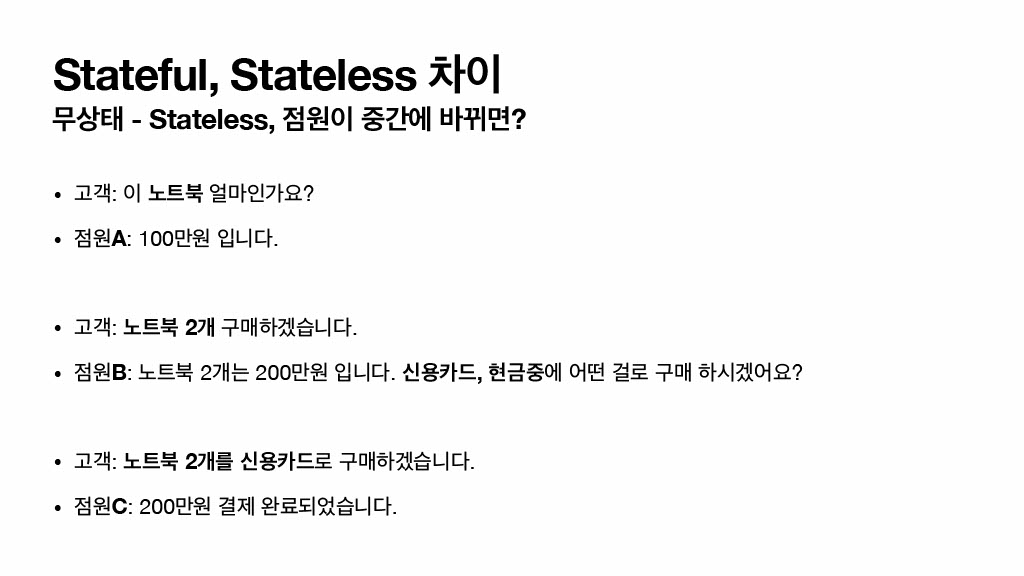 Stateful, Stateless 차이
무상태 - Stateless, 점원이 중간에 바뀌면?
• 고객: 이 노트북 얼마인가요?
• 점원A: 100만원 입니다.
• 고객: 노트북 2개 구매하겠습니다.
• 점원B: 노트북 2개는 200만원 입니다. 신용카드, 현금중에 어떤 걸로 구매 하시겠어요?
• 고객: 노트북 2개를 신용카드로 구매하겠습니다.
• 점원C: 200만원 결제 완료되었습니다.